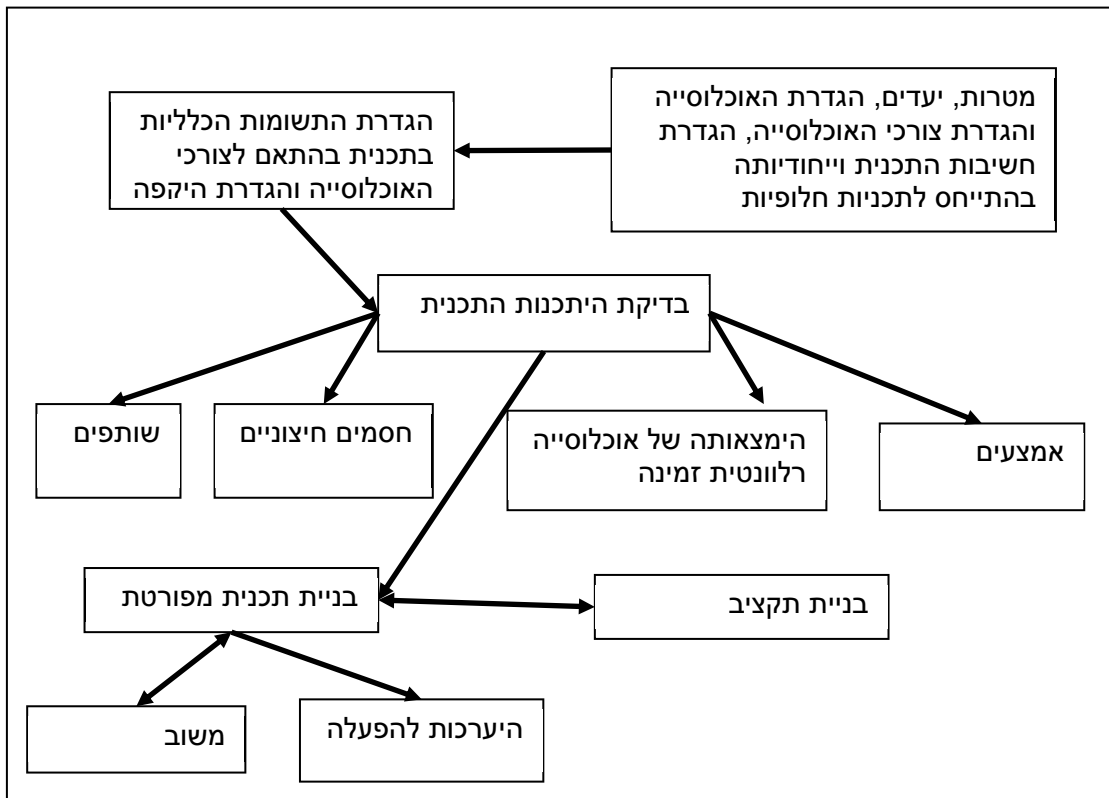 מטרות, יעדים, הגדרת האוכלוסייה
והגדרת צורכי האוכלוסייה, הגדרת
חשיבות התכנית וייחודיותה
בהתייחס לתכניות חלופיות
הגדרת התשומות הכלליות
בתכנית בהתאם לצורכי
האוכלוסייה והגדרת היקפה
בדיקת היתכנות התכנית
אמצעים
הימצאותה של אוכלוסייה
רלוונטית זמינה
חסמים חיצוניים
שותפים
בניית תקציב
בניית תכנית מפורטת
היערכות להפעלה
משוב